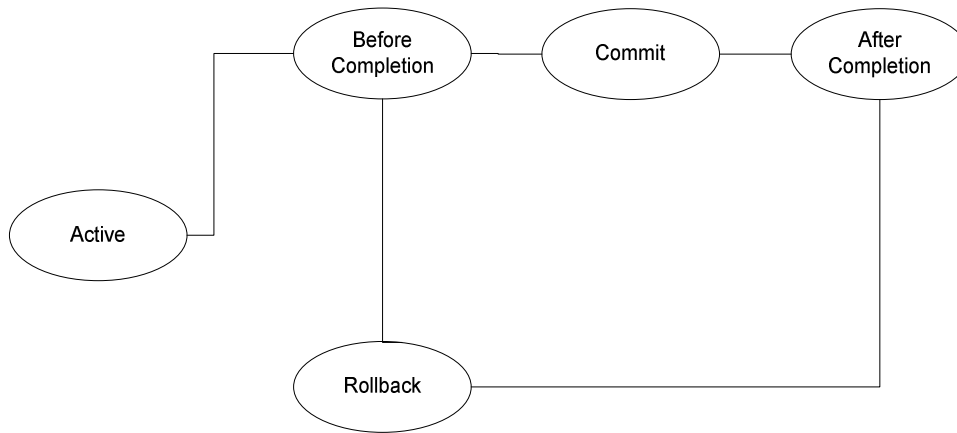 Before
Completion
Commit
After
Completion
Active
Rollback